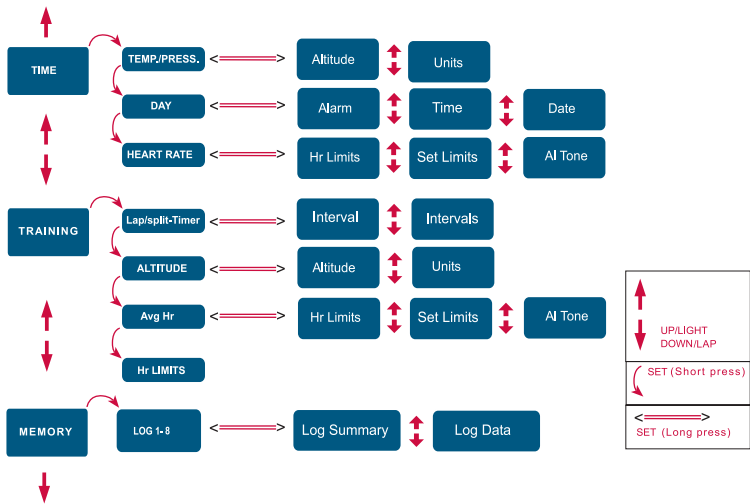 TIME
TEMP./PRESS.
Altitude
Units
DAY
Alarm
Time
Date
HEART RATE
Hr Limits
Set Limits
Al Tone
TRAINING
Lap/split-Timer
Interval
Intervals
ALTITUDE
Altitude
Units
Avg Hr
Hr Limits
Set Limits
Al Tone
Hr LIMITS
MEMORY
LOG 1- 8
Log Summary
Log Data
UP/LIGHT
DOWN/LAP
SET (Short press)
SET (Long press)